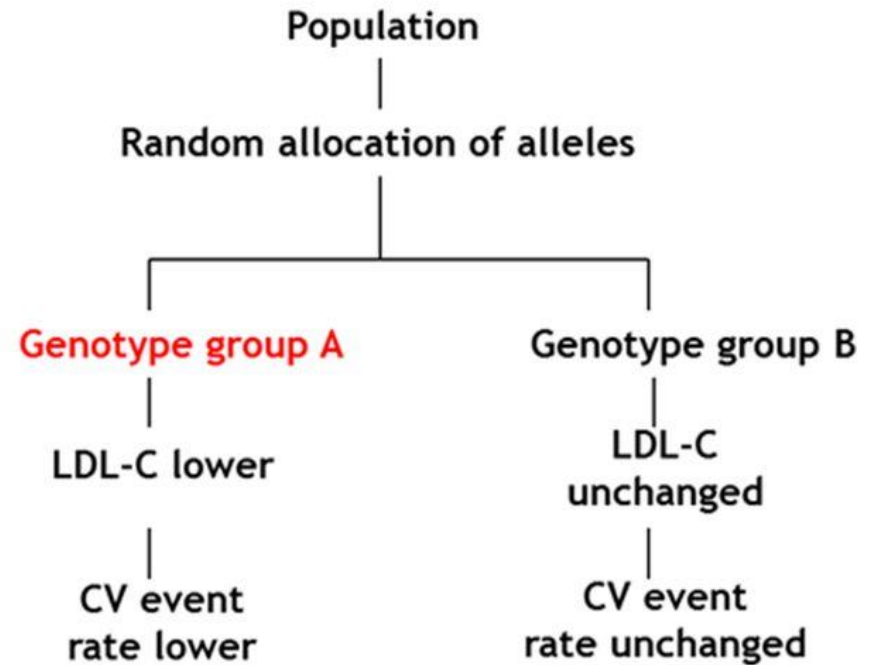 Population
Random allocation of alleles
Genotype group A
Genotype group B
LDL-C lower
LDL-C
unchanged
CV event
rate lower
CV event
rate unchanged